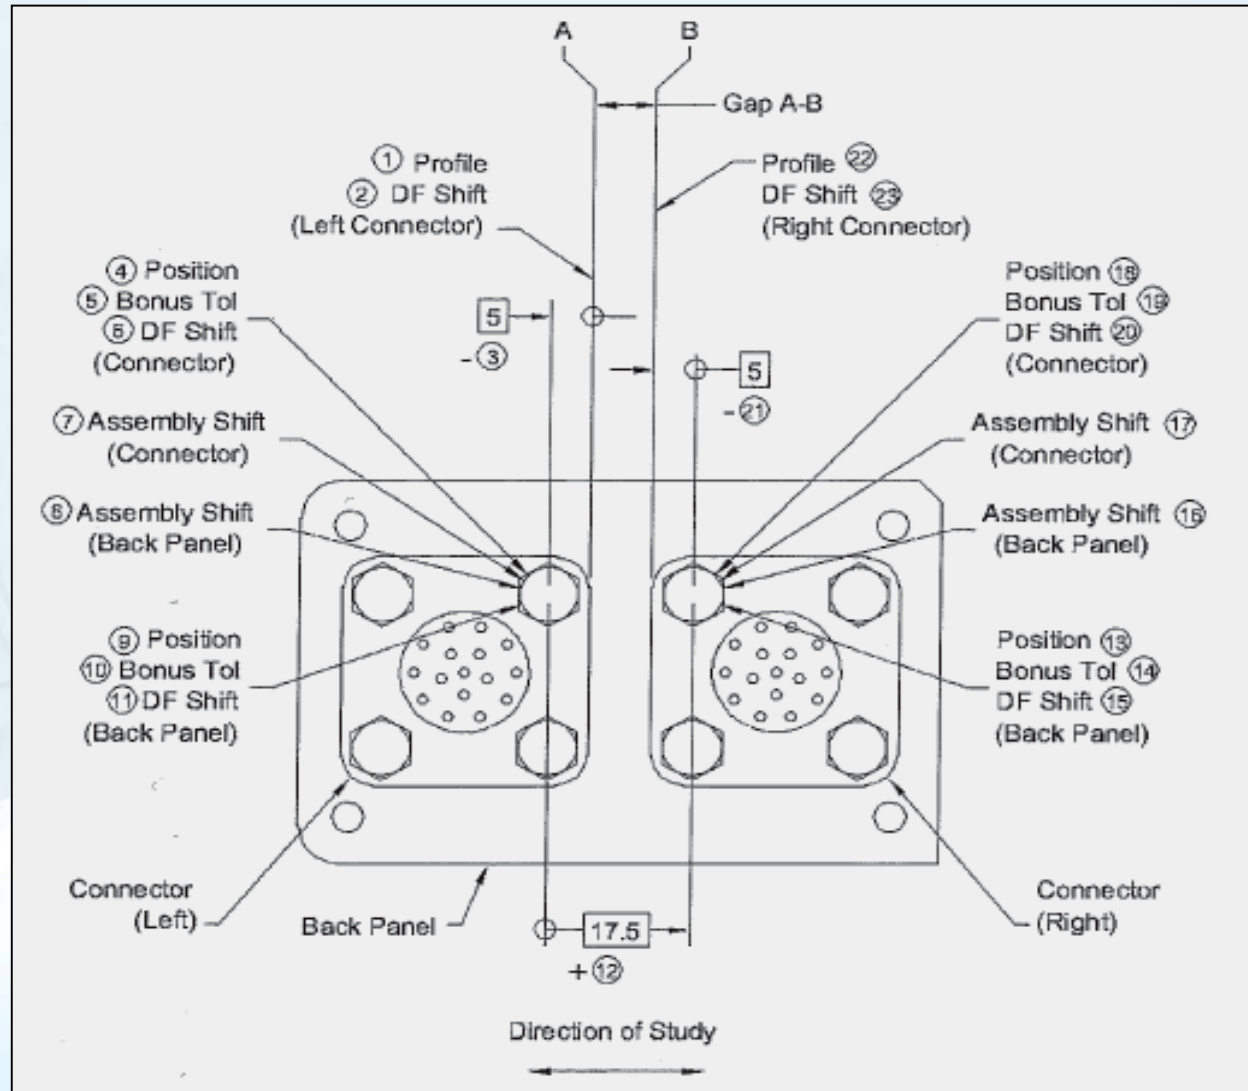 A
B
Gap A-B
① Profile
② DF Shift
(Left Connector)
Profile ㉒
DF Shift ㉓
(Right Connector)
④ Position
⑤ Bonus Tol
⑥ DF Shift
(Connector)
5
- ③
5
- ㉑
Position ⑱
Bonus Tol ⑲
DF Shift ⑳
(Connector)
⑦ Assembly Shift
(Connector)
Assembly Shift ⑰
(Connector)
⑧ Assembly Shift
(Back Panel)
Assembly Shift ⑯
(Back Panel)
⑨ Position
⑩ Bonus Tol
⑪ DF Shift
(Back Panel)
Position ⑬
Bonus Tol ⑭
DF Shift ⑮
(Back Panel)
Connector
(Left)
Back Panel
17.5
+ ⑫
Connector
(Right)
Direction of Study